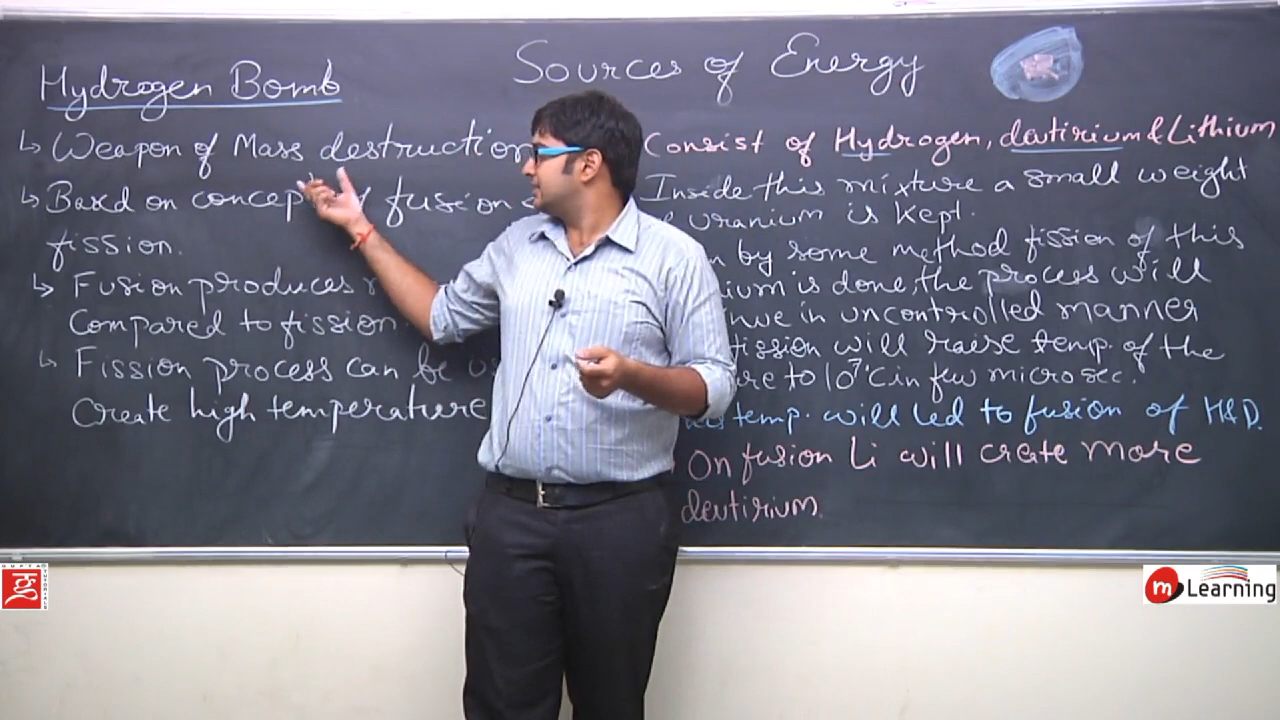 Sources of Energy
Hydrogen Bomb
↳ Weapon of Mass destruction
↳ Based on concep fusion
fission.
↳ Fusion produces
Compared to fission.
↳ Fission process can be
Create high temperature
Consist of Hydrogen, deutirium & Lithium
Inside this mixture a small weight
uranium is kept.
by some method fission of this
ium is done, the process will
in uncontrolled manner
fission will raise temp. of the
to 10⁷°C in few microsec.
temp. will led to fusion of H&D.
On fusion Li will create more
deutirium.
GUPTA
TUTORIALS
m Learning